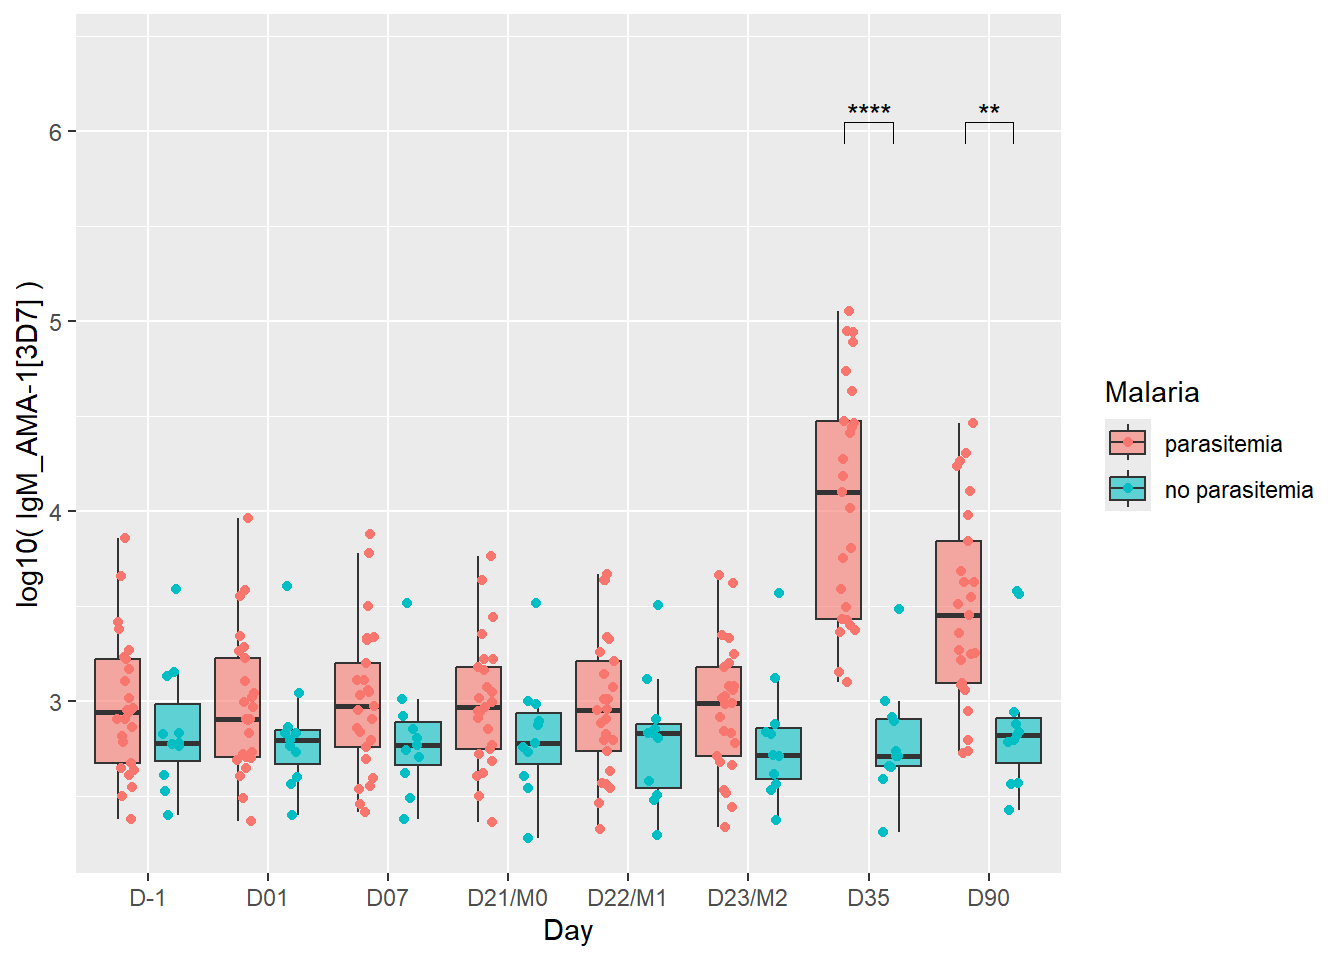 **** **
6
5
4
3
log10( IgM_AMA-1[3D7] )
D-1 D01 D07 D21/M0 D22/M1 D23/M2 D35 D90
Day
Malaria
parasitemia
no parasitemia